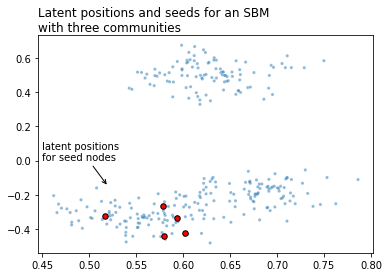 Latent positions and seeds for an SBM
with three communities
0.6
0.4
0.2
0.0
−0.2
−0.4
latent positions
for seed nodes
0.45 0.50 0.55 0.60 0.65 0.70 0.75 0.80